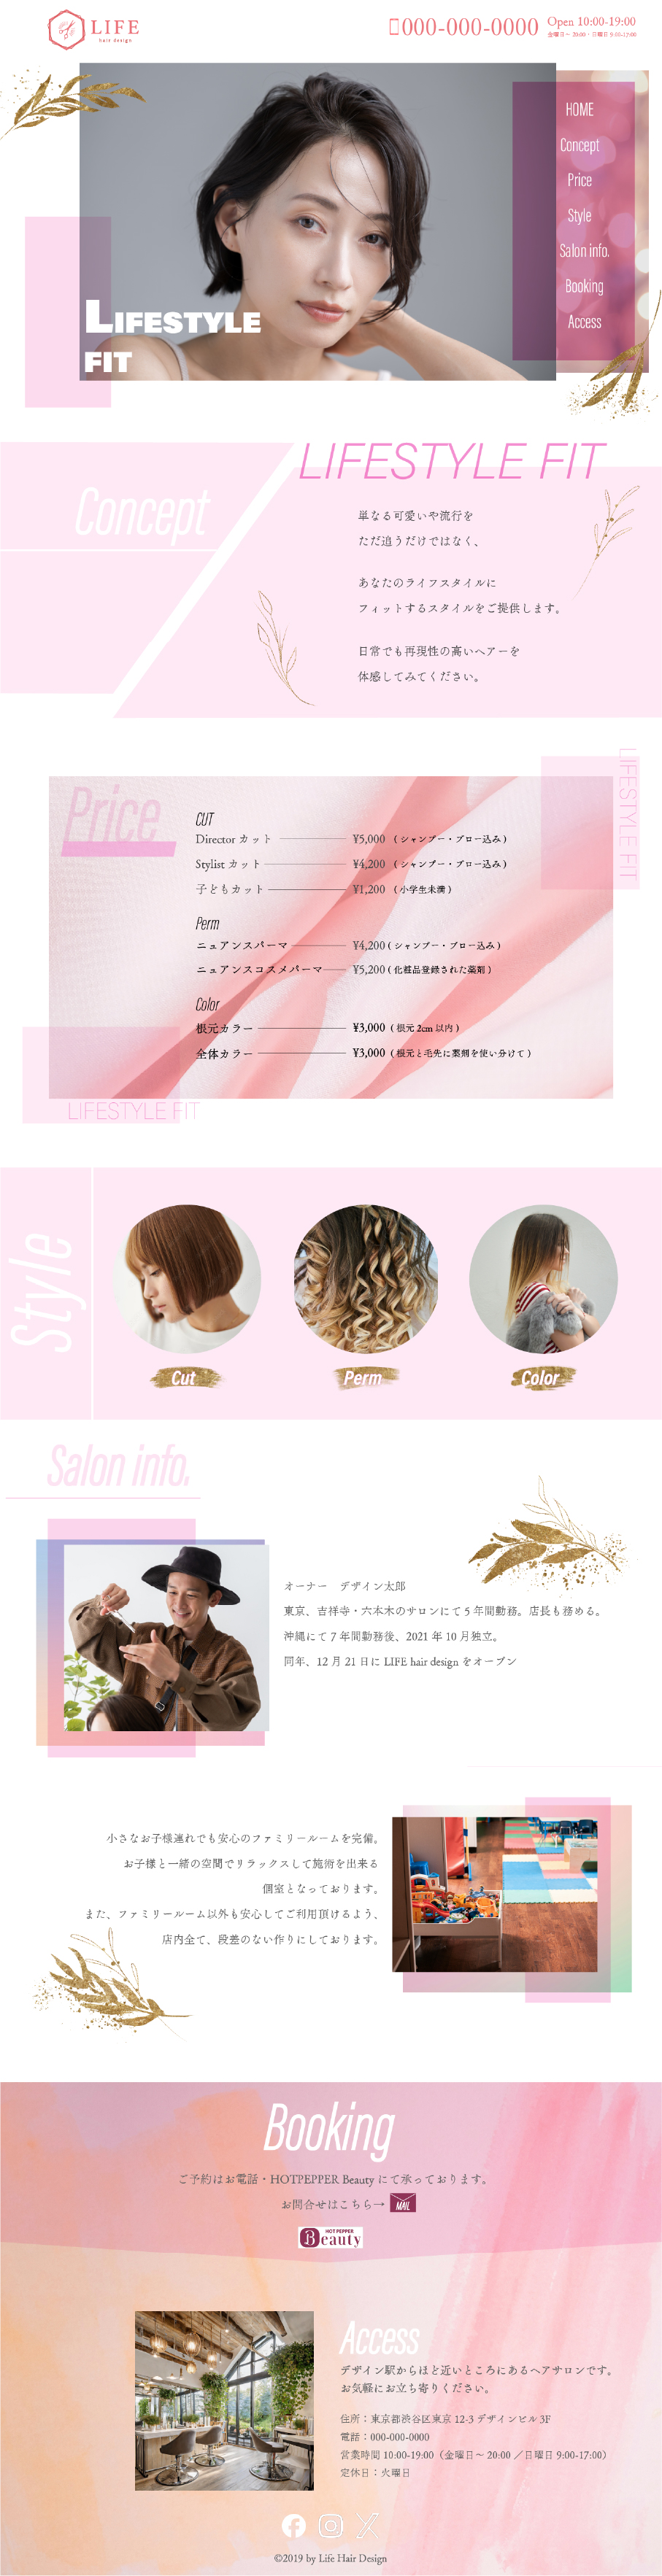 LIFE
hair design
000-000-0000
Open 10:00-19:00
金曜日〜 20:00・日曜日 9:00-17:00
HOME
Concept
Price
Style
Salon info.
Booking
Access
LIFESTYLE
FIT
LIFESTYLE FIT
Concept
単なる可愛いや流行を
ただ追うだけではなく、
あなたのライフスタイルに
フィットするスタイルをご提供します。
日常でも再現性の高いヘアーを
体感してみてください。
LIFESTYLE FIT
Price
CUT
Director カット ¥5,000 （シャンプー・ブロー込み）
Stylist カット ¥4,200 （シャンプー・ブロー込み）
子どもカット ¥1,200 （小学生未満）
Perm
ニュアンスパーマ ¥4,200（シャンプー・ブロー込み）
ニュアンスコスメパーマ ¥5,200（化粧品登録された薬剤）
Color
根元カラー ¥3,000 （根元 2cm 以内）
全体カラー ¥3,000 （根元と毛先に薬剤を使い分けて）
LIFESTYLE FIT
Style
Cut
Perm
Color
Salon info.
オーナー　デザイン太郎
東京、吉祥寺・六本木のサロンにて 5 年間勤務。店長も務める。
沖縄にて 7 年間勤務後、2021 年 10 月独立。
同年、12 月 21 日に LIFE hair design をオープン
小さなお子様連れでも安心のファミリールームを完備。
お子様と一緒の空間でリラックスして施術を出来る
個室となっております。
また、ファミリールーム以外も安心してご利用頂けるよう、
店内全て、段差のない作りにしております。
Booking
ご予約はお電話・HOTPEPPER Beauty にて承っております。
お問合せはこちら→ MAIL
HOT PEPPER
Beauty
Access
デザイン駅からほど近いところにあるヘアサロンです。
お気軽にお立ち寄りください。
住所：東京都渋谷区東京 12-3 デザインビル 3F
電話：000-000-0000
営業時間 10:00-19:00（金曜日〜 20:00 ／日曜日 9:00-17:00）
定休日：火曜日
©2019 by Life Hair Design